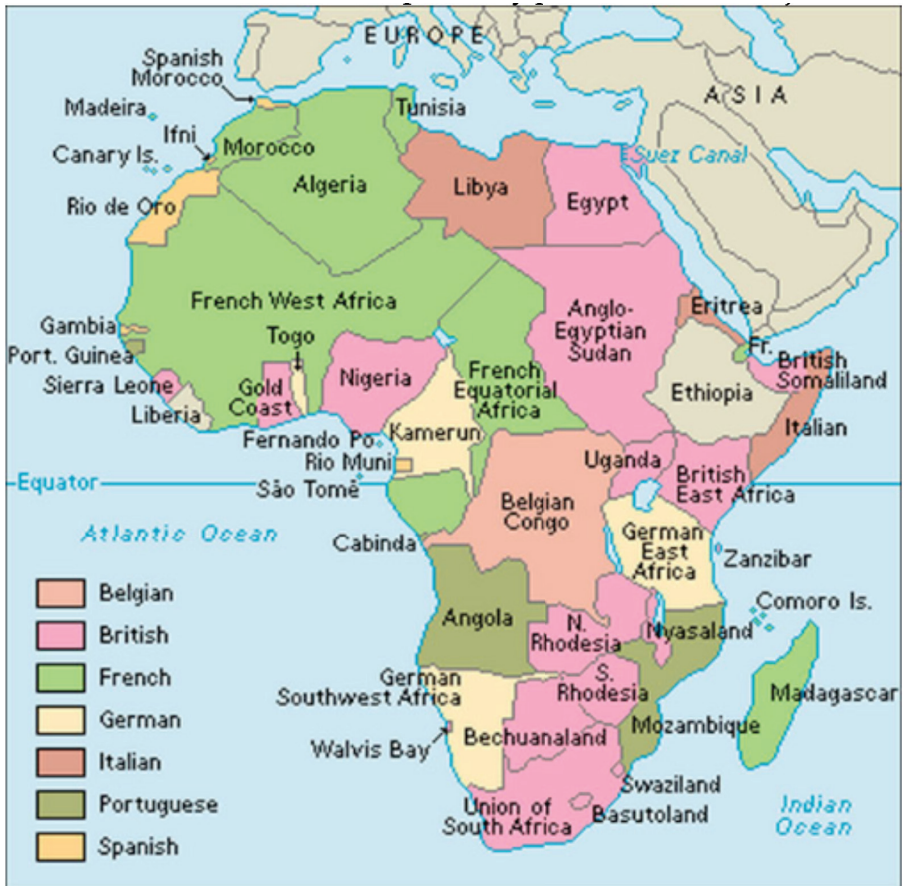 EUROPE
ASIA
Spanish
Morocco
Madeira
Ifni
Canary Is.
Morocco
Tunisia
Algeria
Libya
Egypt
Suez Canal
Rio de Oro
French West Africa
Togo
Gambia
Port. Guinea
Sierra Leone
Liberia
Gold
Coast
Nigeria
French
Equatorial
Africa
Anglo-
Egyptian
Sudan
Eritrea
Fr.
British
Somaliland
Ethiopia
Italian
Kamerun
Fernando Po
Rio Muni
São Tomé
Equator
Uganda
British
East Africa
Belgian
Congo
German
East
Africa
Zanzibar
Atlantic Ocean
Cabinda
Comoro Is.
Angola
N.
Rhodesia
Nyasaland
German
Southwest Africa
S.
Rhodesia
Madagascar
Mozambique
Walvis Bay
Bechuanaland
Swaziland
Basutoland
Union of
South Africa
Indian
Ocean
Belgian
British
French
German
Italian
Portuguese
Spanish